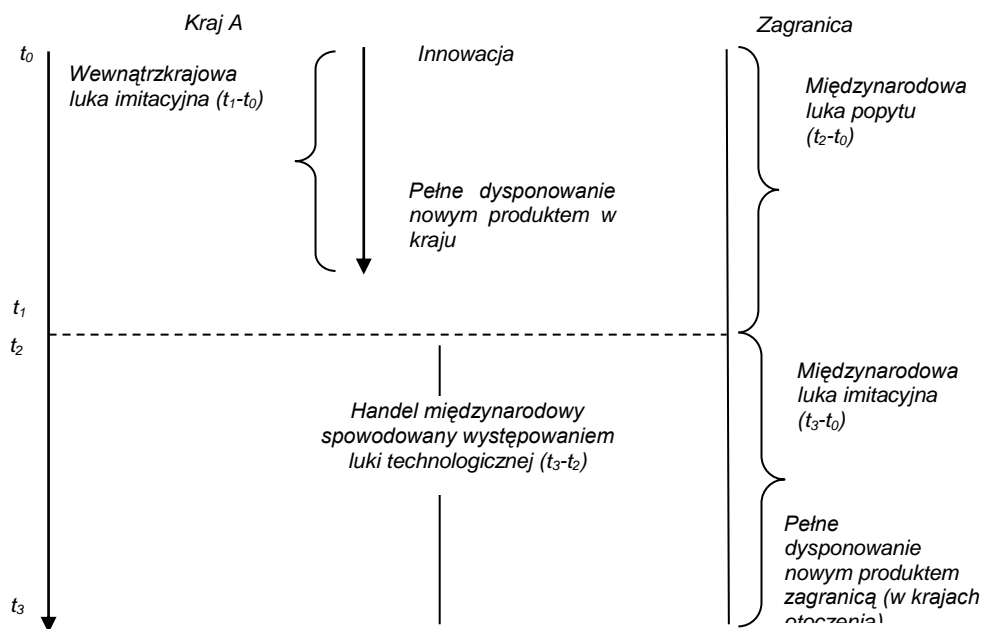 Kraj A
Zagranica
t0
Innowacja
Wewnątrzkrajowa
luka imitacyjna (t1-t0)
Międzynarodowa
luka popytu
(t2-t0)
Pełne dysponowanie
nowym produktem w
kraju
t1
t2
Międzynarodowa
luka imitacyjna
(t3-t0)
Handel międzynarodowy
spowodowany występowaniem
luki technologicznej (t3-t2)
Pełne
dysponowanie
nowym produktem
zagranicą (w krajach
otoczenia)
t3